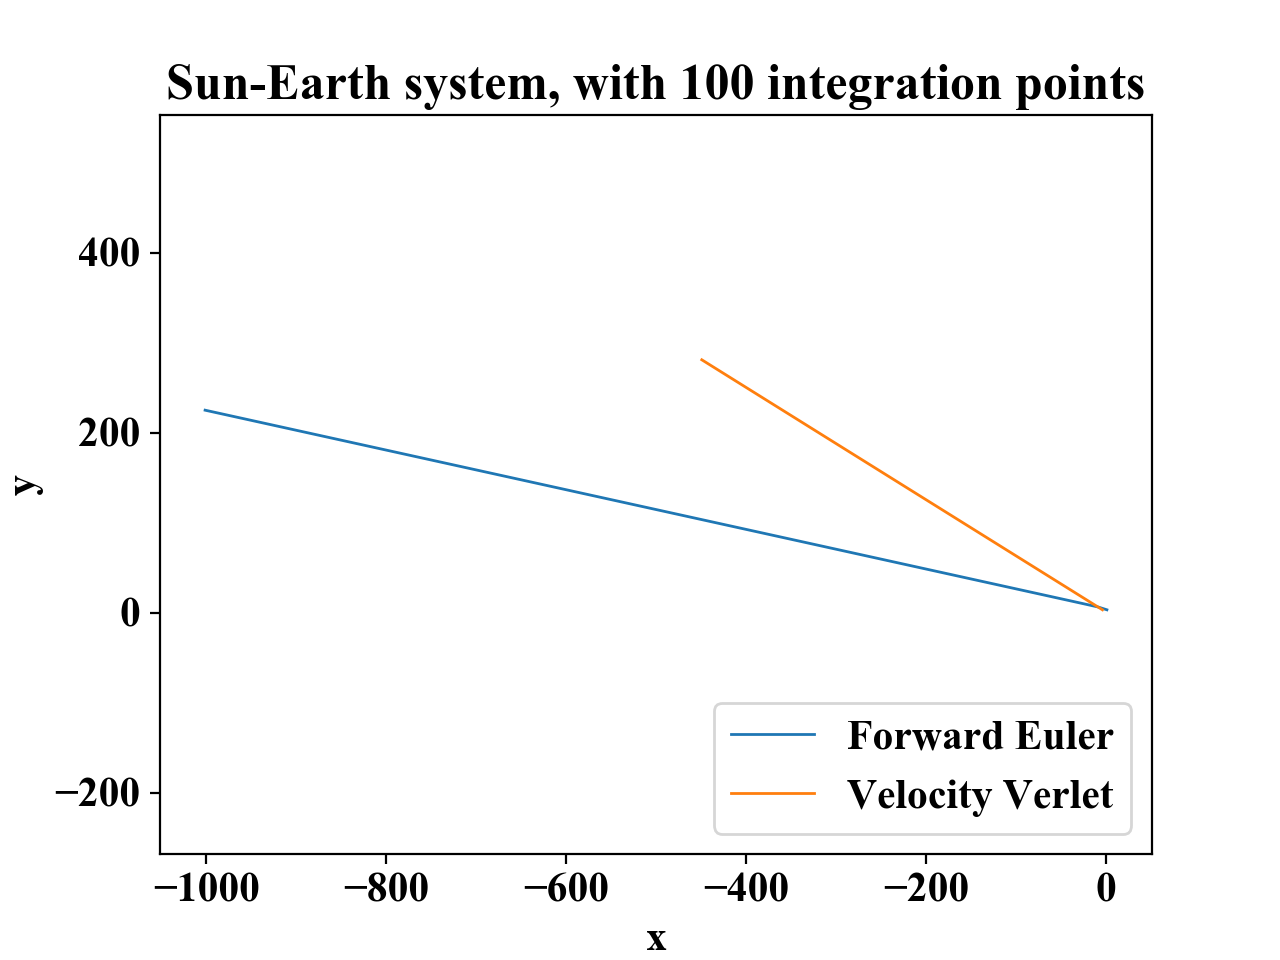 Sun-Earth system, with 100 integration points
400
200
0
−200
y
−1000 −800 −600 −400 −200 0
x
Forward Euler
Velocity Verlet